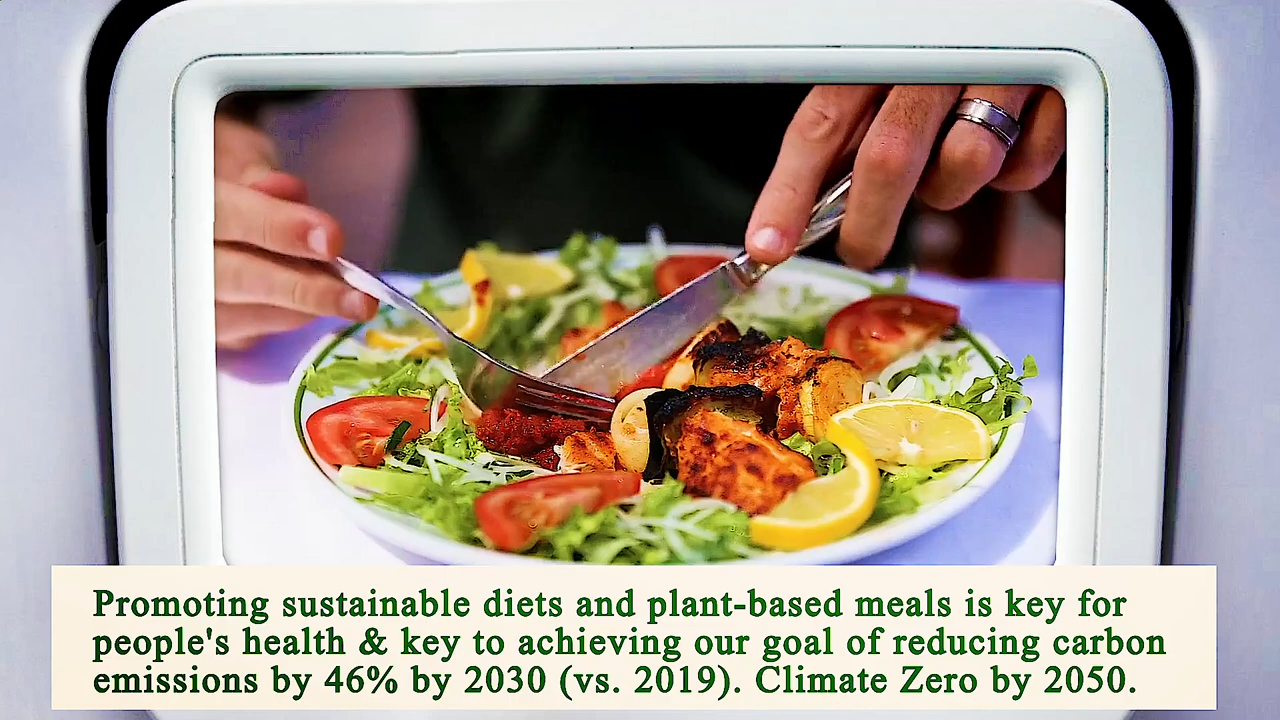 Promoting sustainable diets and plant-based meals is key for
people's health & key to achieving our goal of reducing carbon
emissions by 46% by 2030 (vs. 2019). Climate Zero by 2050.